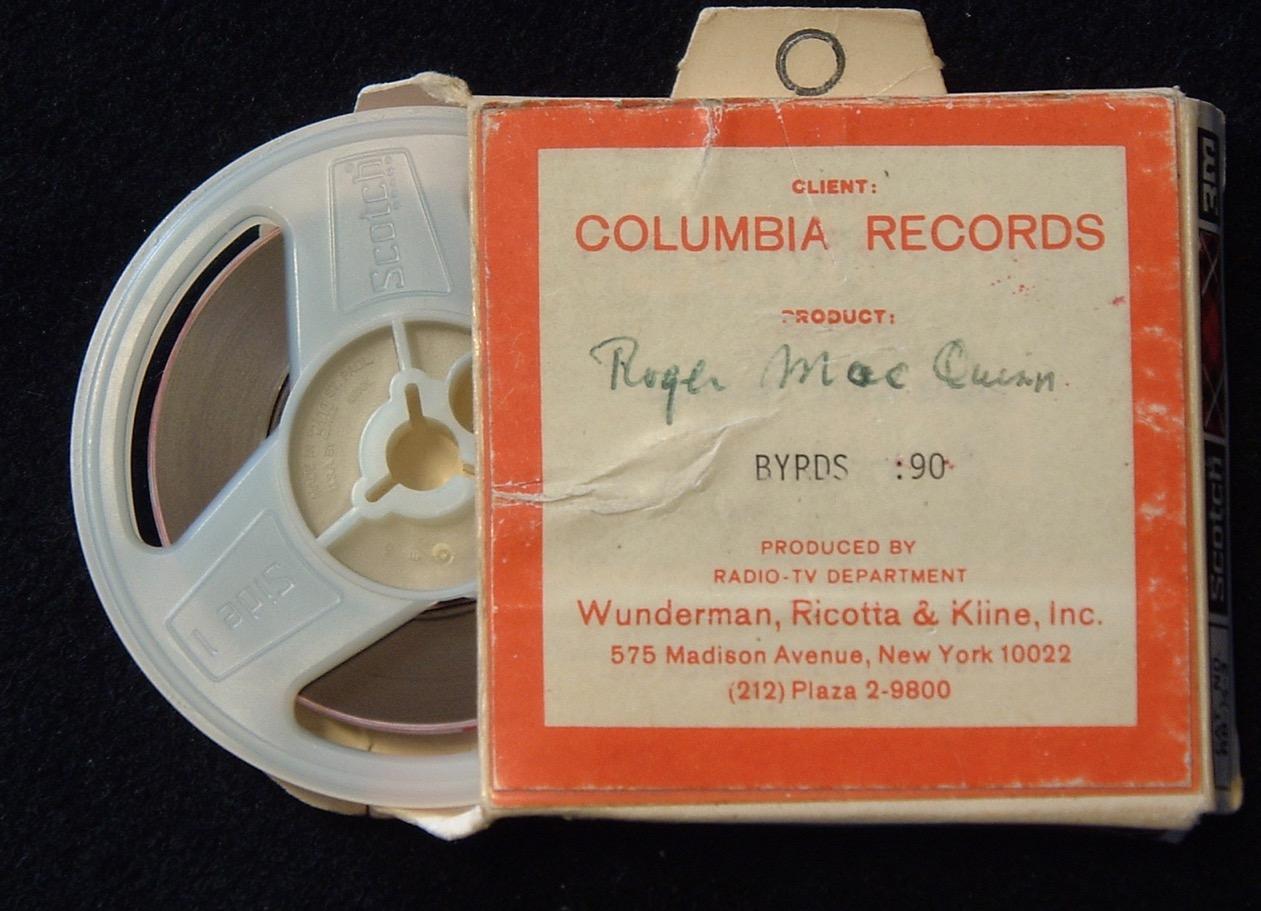 CLIENT:
COLUMBIA RECORDS
PRODUCT:
Roger Mac Quinn
BYRDS :90
PRODUCED BY
RADIO-TV DEPARTMENT
Wunderman, Ricotta & Kline, Inc.
575 Madison Avenue, New York 10022
(212) Plaza 2-9800
Scotch
Side 1
3M
Scotch